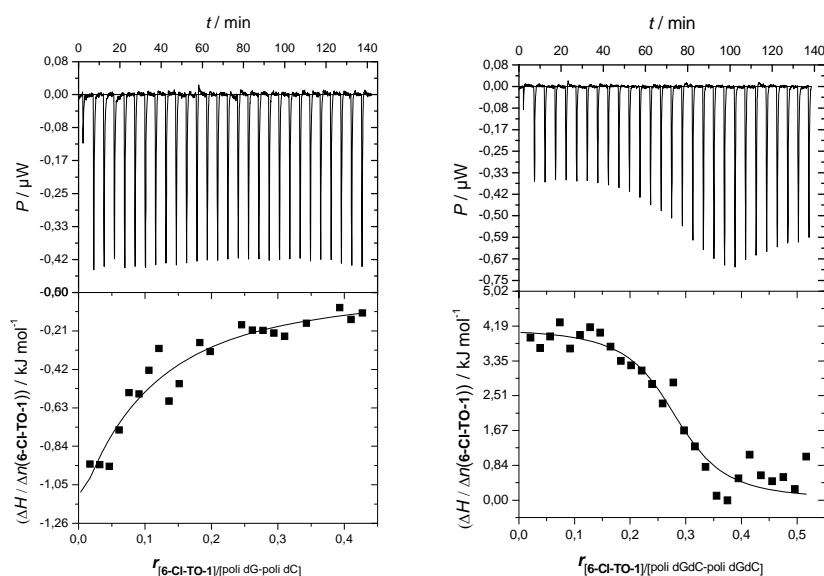 t / min
0 20 40 60 80 100 120 140
0,08
0,00
-0,08
-0,17
-0,25
-0,33
-0,42
P / µW
-0,21
-0,42
-0,63
-0,84
-1,05
-1,26
(ΔH / Δn(6-Cl-TO-1)) / kJ mol⁻¹
0,0 0,1 0,2 0,3 0,4
r[6-Cl-TO-1]/[poli dG-poli dC]
t / min
0 20 40 60 80 100 120 140
0,08
0,00
-0,08
-0,17
-0,25
-0,33
-0,42
-0,50
-0,59
-0,67
-0,75
P / µW
5,02
4,19
3,35
2,51
1,67
0,84
0,00
(ΔH / Δn(6-Cl-TO-1)) / kJ mol⁻¹
0,0 0,1 0,2 0,3 0,4 0,5
r[6-Cl-TO-1]/[poli dGdC-poli dGdC]